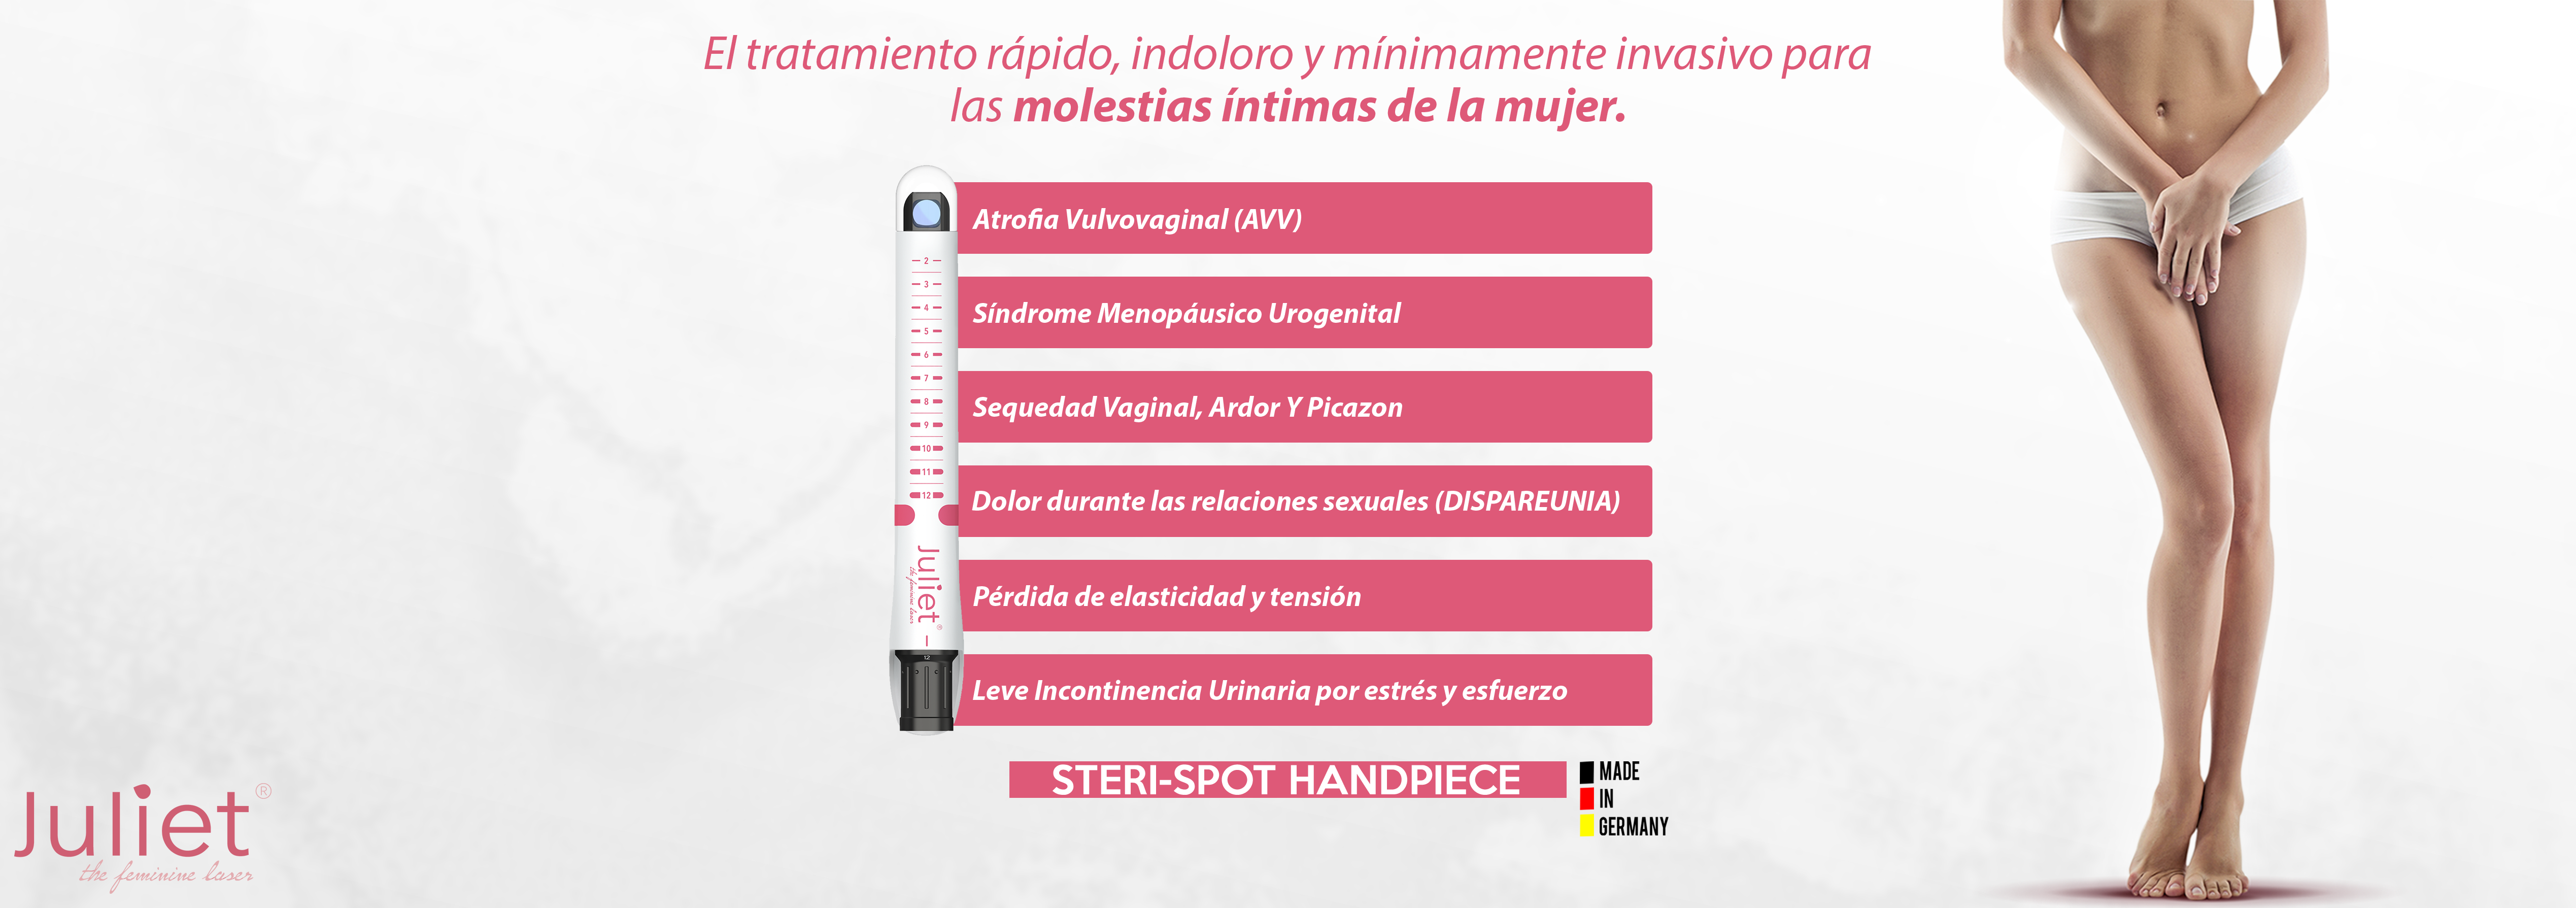 El tratamiento rápido, indoloro y mínimamente invasivo para
las molestias íntimas de la mujer.
Atrofia Vulvovaginal (AVV)
Síndrome Menopáusico Urogenital
Sequedad Vaginal, Ardor Y Picazon
Dolor durante las relaciones sexuales (DISPAREUNIA)
Pérdida de elasticidad y tensión
Leve Incontinencia Urinaria por estrés y esfuerzo
2
3
4
5
6
7
8
9
10
11
12
Juliet®
the feminine laser
12
STERI-SPOT HANDPIECE
MADE
IN
GERMANY
Juliet®
the feminine laser